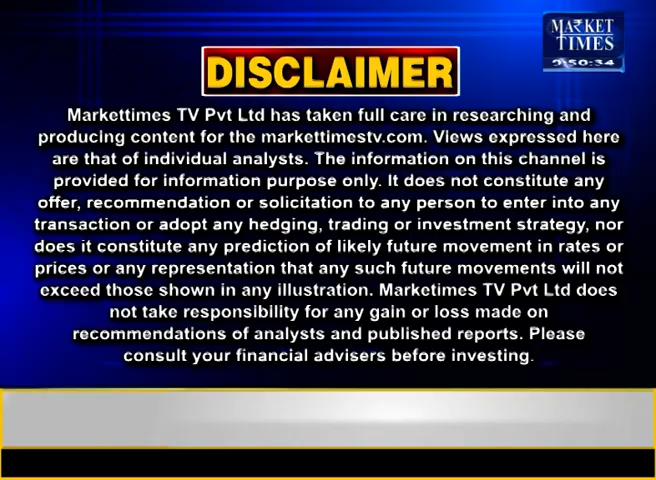 MARKET
TIMES
9:50:34
DISCLAIMER
Markettimes TV Pvt Ltd has taken full care in researching and
producing content for the markettimestv.com. Views expressed here
are that of individual analysts. The information on this channel is
provided for information purpose only. It does not constitute any
offer, recommendation or solicitation to any person to enter into any
transaction or adopt any hedging, trading or investment strategy, nor
does it constitute any prediction of likely future movement in rates or
prices or any representation that any such future movements will not
exceed those shown in any illustration. Marketimes TV Pvt Ltd does
not take responsibility for any gain or loss made on
recommendations of analysts and published reports. Please
consult your financial advisers before investing.